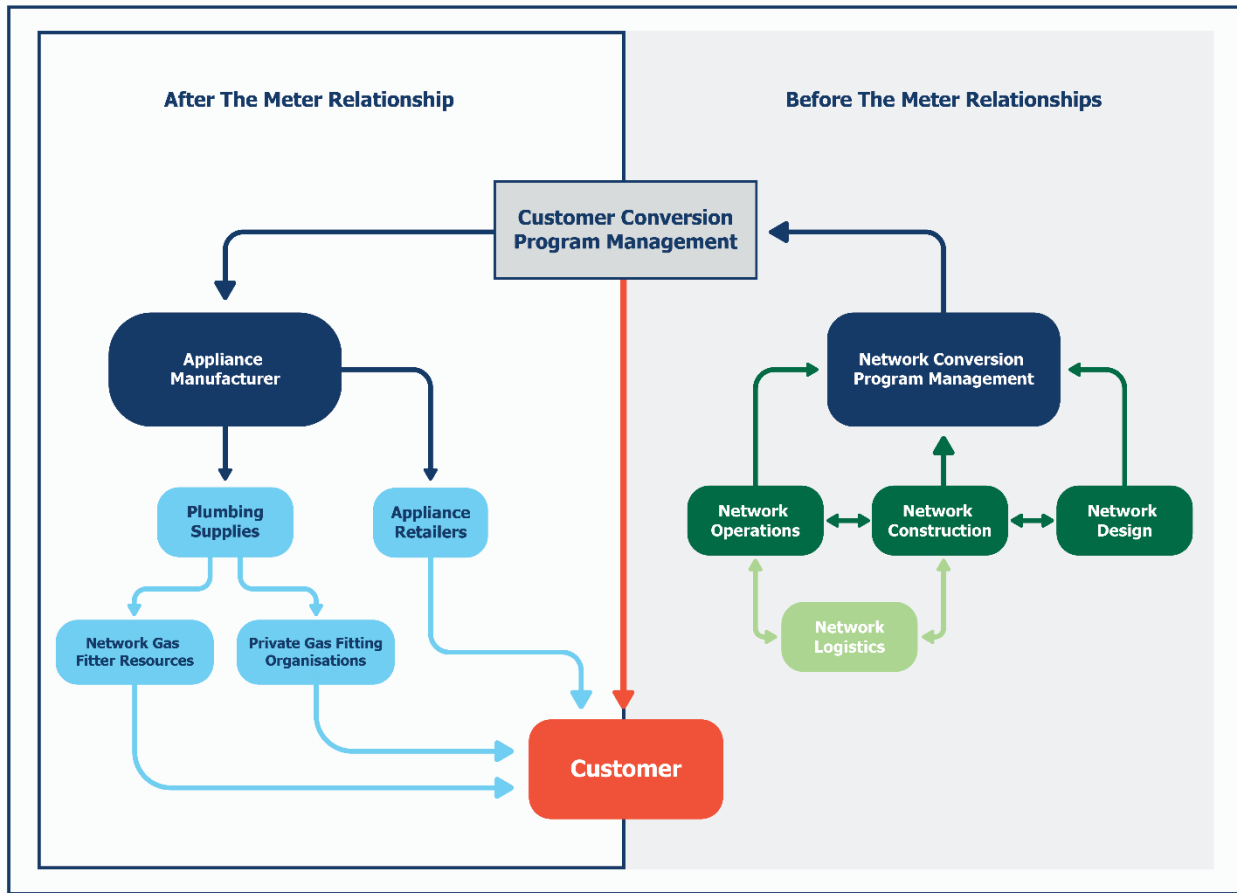 After The Meter Relationship
Before The Meter Relationships
Customer Conversion
Program Management
Appliance
Manufacturer
Network Conversion
Program Management
Plumbing
Supplies
Appliance
Retailers
Network
Operations
Network
Construction
Network
Design
Network Gas
Fitter Resources
Private Gas Fitting
Organisations
Network
Logistics
Customer